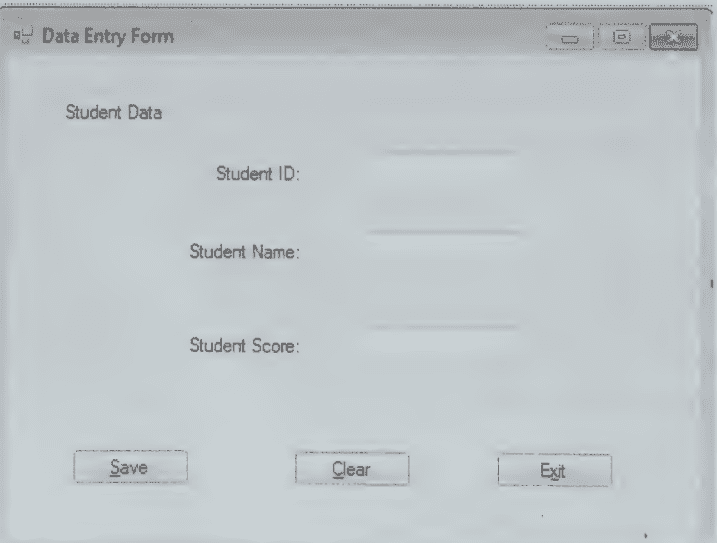 Data Entry Form
Student Data
Student ID:
Student Name:
Student Score:
Save Clear Exit